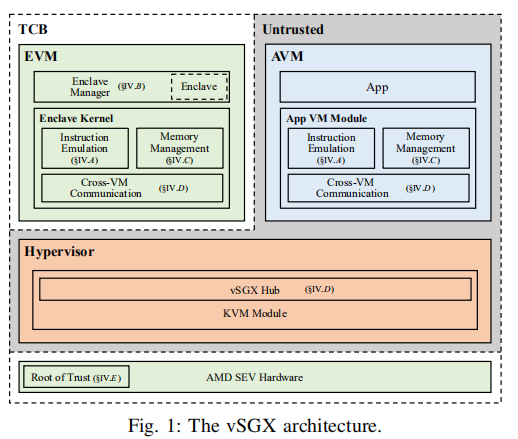 TCB
Untrusted
EVM
Enclave
Manager (§IV.B)
Enclave
Enclave Kernel
Instruction
Emulation
(§IV.A)
Memory
Management
(§IV.C)
Cross-VM
Communication (§IV.D)
AVM
App
App VM Module
Instruction
Emulation
(§IV.A)
Memory
Management
(§IV.C)
Cross-VM
Communication (§IV.D)
Hypervisor
vSGX Hub (§IV.D)
KVM Module
Root of Trust (§IV.E)
AMD SEV Hardware
Fig. 1: The vSGX architecture.